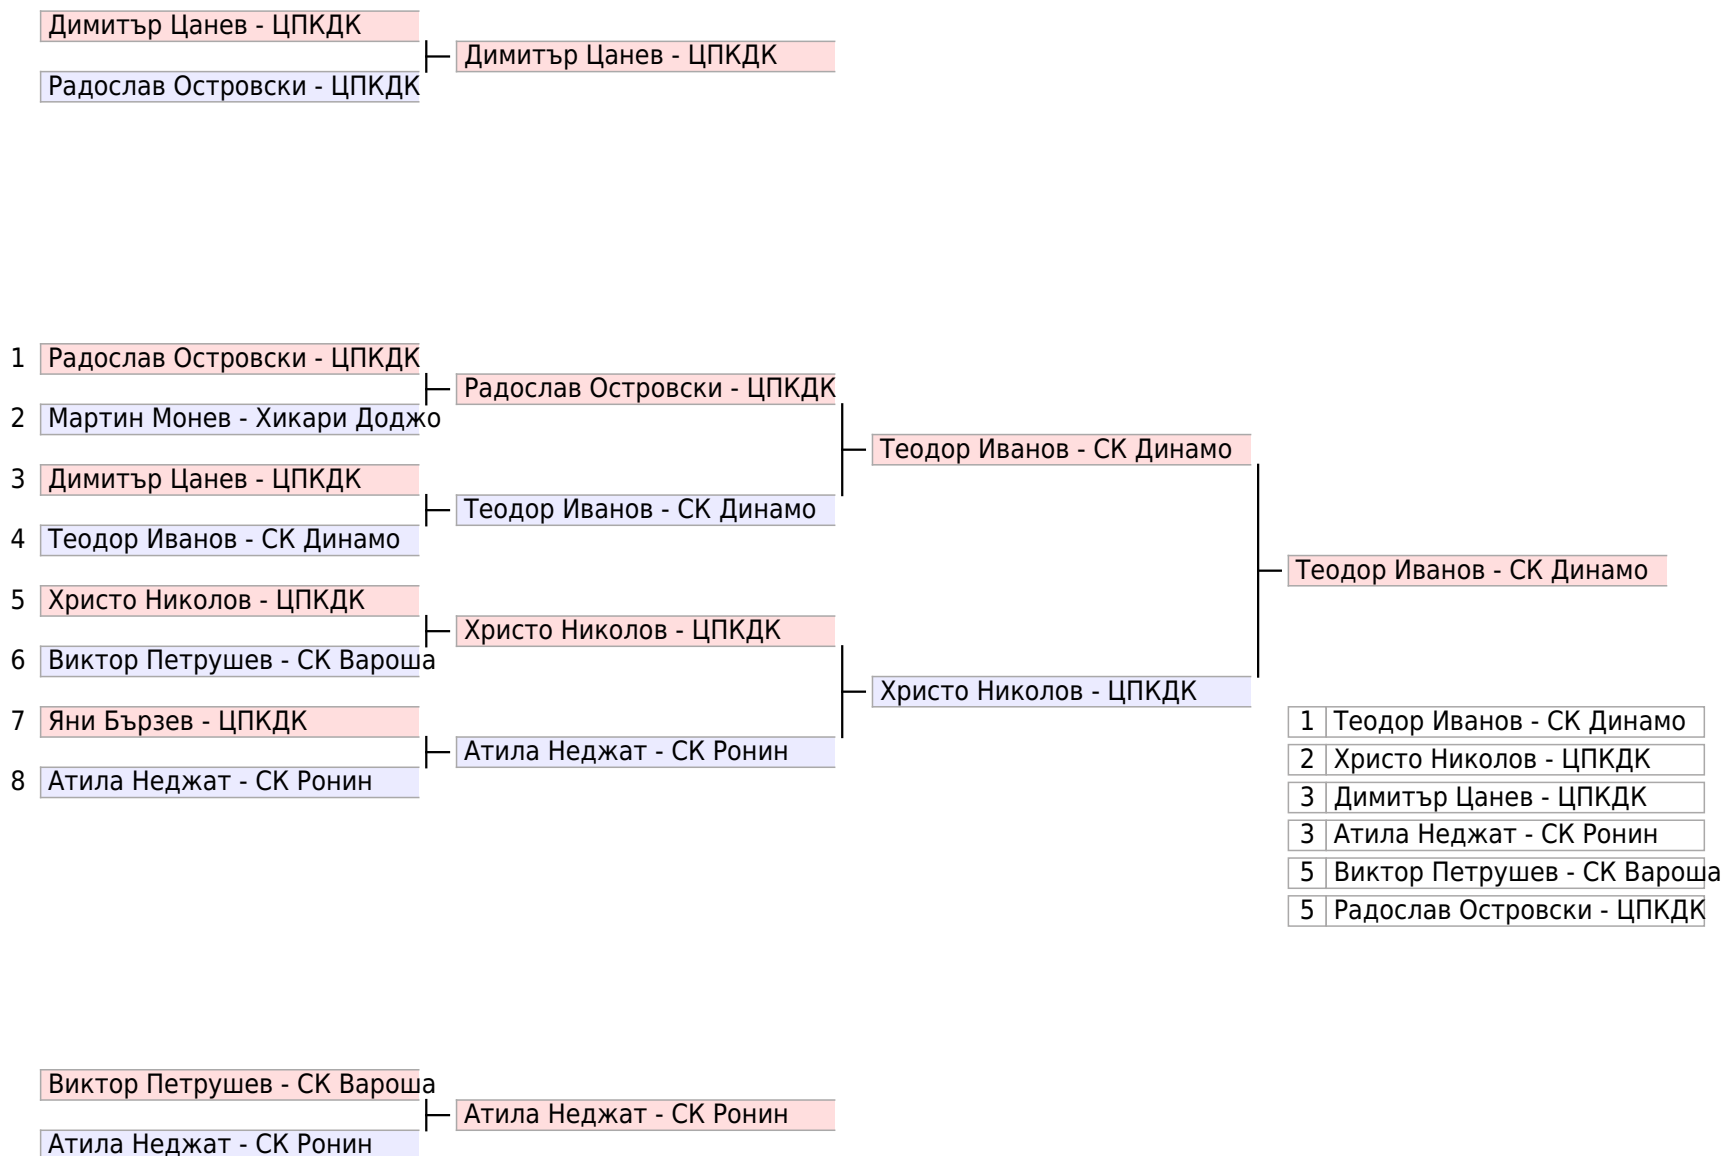 Димитър Цанев - ЦПКДК
Димитър Цанев - ЦПКДК
Радослав Островски - ЦПКДК
1 Радослав Островски - ЦПКДК
Радослав Островски - ЦПКДК
2 Мартин Монев - Хикари Доджо
Теодор Иванов - СК Динамо
3 Димитър Цанев - ЦПКДК
Теодор Иванов - СК Динамо
4 Теодор Иванов - СК Динамо
Теодор Иванов - СК Динамо
5 Христо Николов - ЦПКДК
Христо Николов - ЦПКДК
6 Виктор Петрушев - СК Вароша
Христо Николов - ЦПКДК
7 Яни Бързев - ЦПКДК
Атила Неджат - СК Ронин
8 Атила Неджат - СК Ронин
1 Теодор Иванов - СК Динамо
2 Христо Николов - ЦПКДК
3 Димитър Цанев - ЦПКДК
3 Атила Неджат - СК Ронин
5 Виктор Петрушев - СК Вароша
5 Радослав Островски - ЦПКДК
Виктор Петрушев - СК Вароша
Атила Неджат - СК Ронин
Атила Неджат - СК Ронин